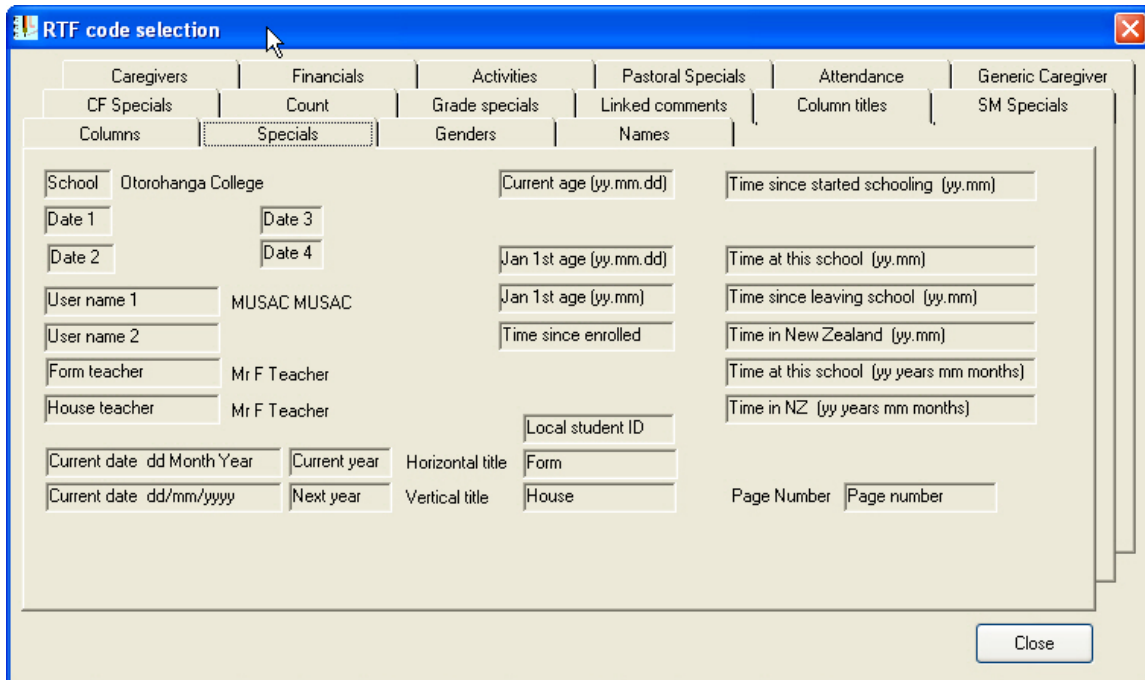 RTF code selection
Caregivers Financials Activities Pastoral Specials Attendance Generic Caregiver
CF Specials Count Grade specials Linked comments Column titles SM Specials
Columns Specials Genders Names
School Otorohanga College Current age (yy.mm.dd) Time since started schooling (yy.mm)
Date 1 Date 3
Date 2 Date 4 Jan 1st age (yy.mm.dd) Time at this school (yy.mm)
User name 1 MUSAC MUSAC Jan 1st age (yy.mm) Time since leaving school (yy.mm)
User name 2 Time since enrolled Time in New Zealand (yy.mm)
Form teacher Mr F Teacher Time at this school (yy years mm months)
House teacher Mr F Teacher Time in NZ (yy years mm months)
Local student ID
Current date dd Month Year Current year Horizontal title Form
Current date dd/mm/yyyy Next year Vertical title House Page Number Page number
Close